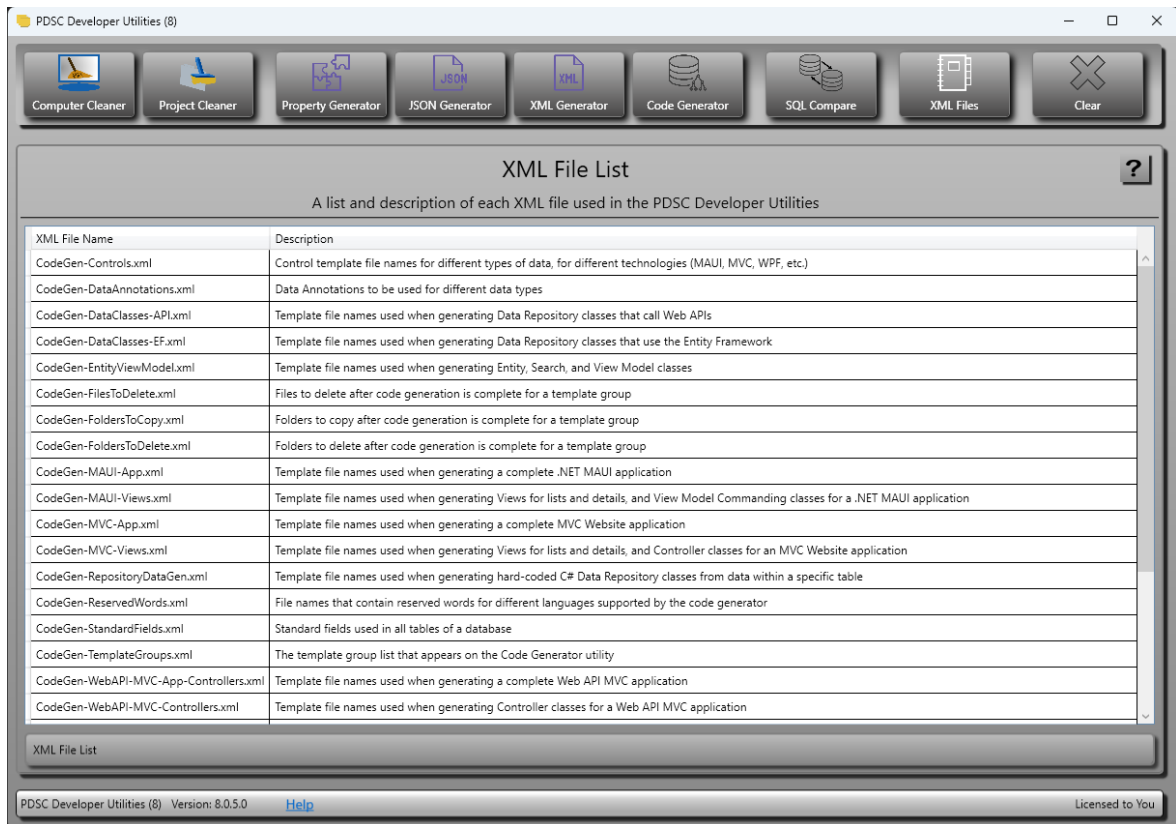 PDSC Developer Utilities (8)
Computer Cleaner
Project Cleaner
Property Generator
JSON
JSON Generator
XML
XML Generator
Code Generator
SQL Compare
XML Files
Clear
XML File List
?
A list and description of each XML file used in the PDSC Developer Utilities
XML File Name Description
CodeGen-Controls.xml Control template file names for different types of data, for different technologies (MAUI, MVC, WPF, etc.)
CodeGen-DataAnnotations.xml Data Annotations to be used for different data types
CodeGen-DataClasses-API.xml Template file names used when generating Data Repository classes that call Web APIs
CodeGen-DataClasses-EF.xml Template file names used when generating Data Repository classes that use the Entity Framework
CodeGen-EntityViewModel.xml Template file names used when generating Entity, Search, and View Model classes
CodeGen-FilesToDelete.xml Files to delete after code generation is complete for a template group
CodeGen-FoldersToCopy.xml Folders to copy after code generation is complete for a template group
CodeGen-FoldersToDelete.xml Folders to delete after code generation is complete for a template group
CodeGen-MAUI-App.xml Template file names used when generating a complete .NET MAUI application
CodeGen-MAUI-Views.xml Template file names used when generating Views for lists and details, and View Model Commanding classes for a .NET MAUI application
CodeGen-MVC-App.xml Template file names used when generating a complete MVC Website application
CodeGen-MVC-Views.xml Template file names used when generating Views for lists and details, and Controller classes for an MVC Website application
CodeGen-RepositoryDataGen.xml Template file names used when generating hard-coded C# Data Repository classes from data within a specific table
CodeGen-ReservedWords.xml File names that contain reserved words for different languages supported by the code generator
CodeGen-StandardFields.xml Standard fields used in all tables of a database
CodeGen-TemplateGroups.xml The template group list that appears on the Code Generator utility
CodeGen-WebAPI-MVC-App-Controllers.xml Template file names used when generating a complete Web API MVC application
CodeGen-WebAPI-MVC-Controllers.xml Template file names used when generating Controller classes for a Web API MVC application
XML File List
PDSC Developer Utilities (8) Version: 8.0.5.0 Help Licensed to You